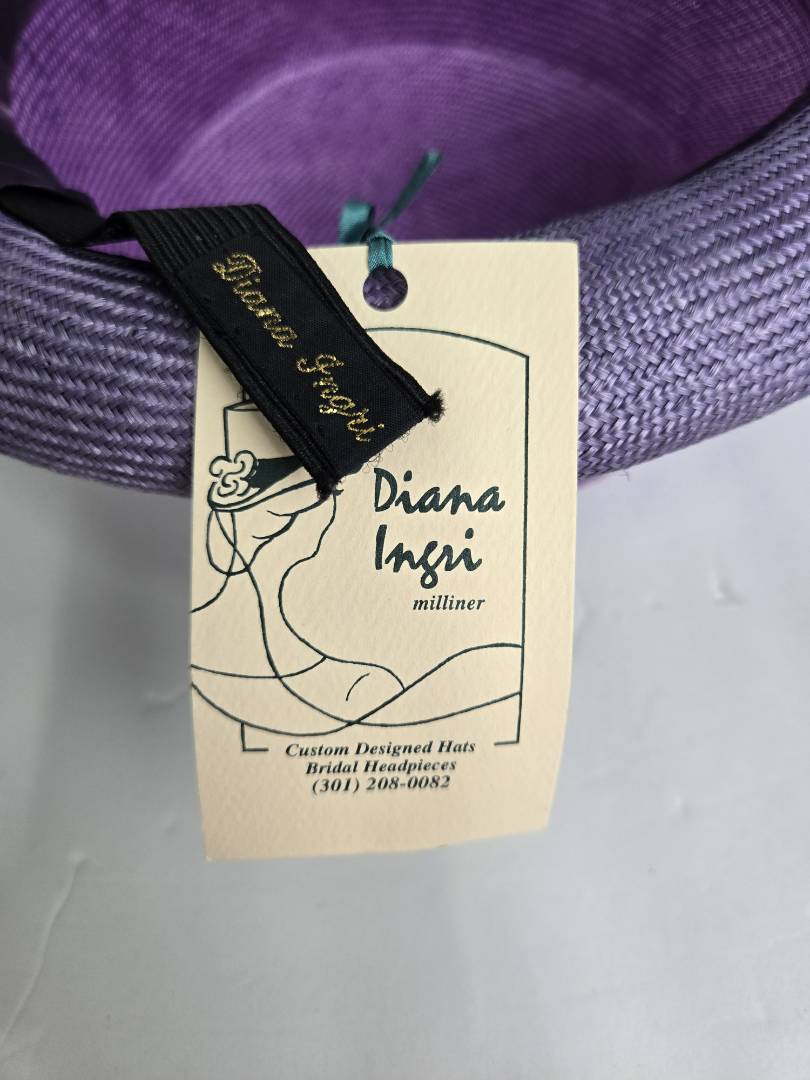 Diana Ingri
Diana
Ingri
milliner
Custom Designed Hats
Bridal Headpieces
(301) 208-0082